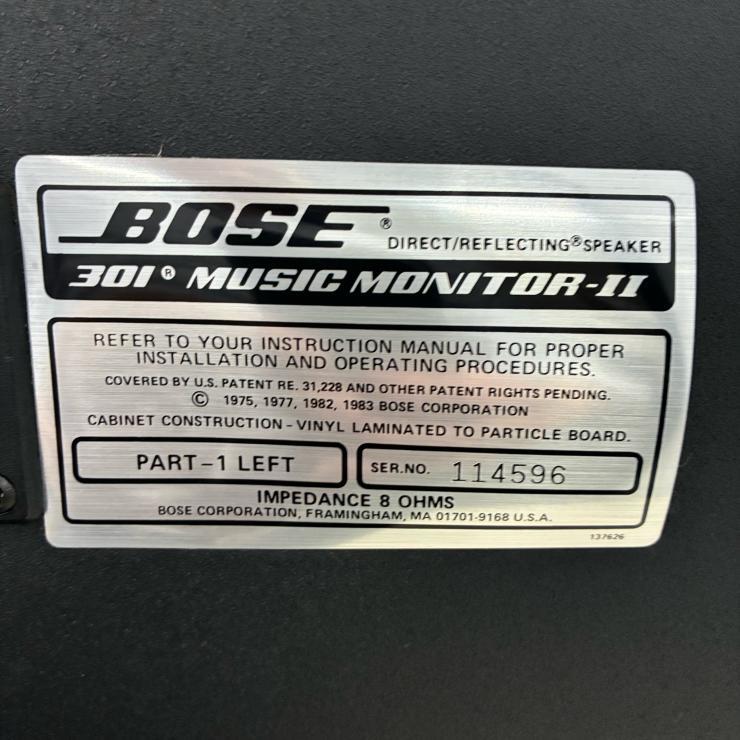 BOSE®
DIRECT/REFLECTING® SPEAKER
301® MUSIC MONITOR-II
REFER TO YOUR INSTRUCTION MANUAL FOR PROPER
INSTALLATION AND OPERATING PROCEDURES.
COVERED BY U.S. PATENT RE. 31,228 AND OTHER PATENT RIGHTS PENDING.
© 1975, 1977, 1982, 1983 BOSE CORPORATION
CABINET CONSTRUCTION - VINYL LAMINATED TO PARTICLE BOARD.
PART-1 LEFT
SER.NO. 114596
IMPEDANCE 8 OHMS
BOSE CORPORATION, FRAMINGHAM, MA 01701-9168 U.S.A.
137626